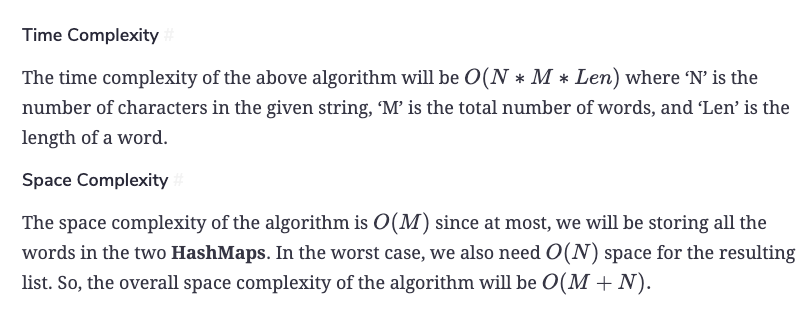 Time Complexity #
The time complexity of the above algorithm will be O(N * M * Len) where ‘N’ is the
number of characters in the given string, ‘M’ is the total number of words, and ‘Len’ is the
length of a word.
Space Complexity #
The space complexity of the algorithm is O(M) since at most, we will be storing all the
words in the two HashMaps. In the worst case, we also need O(N) space for the resulting
list. So, the overall space complexity of the algorithm will be O(M + N).